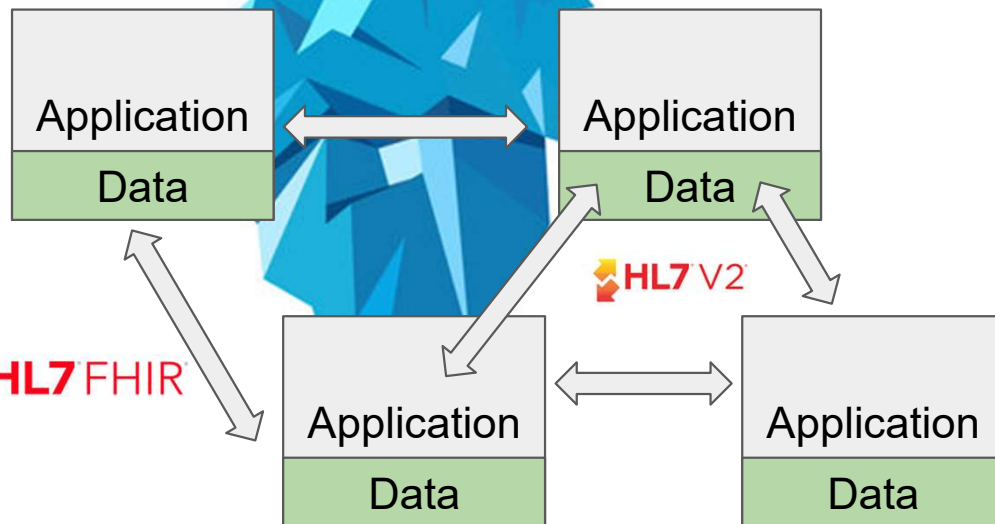 Application
Data
Application
Data
HL7 V2
HL7 FHIR
Application
Data
Application
Data